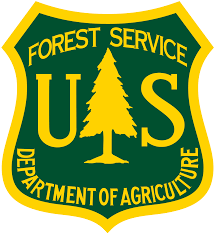 FOREST SERVICE
U S
DEPARTMENT OF AGRICULTURE